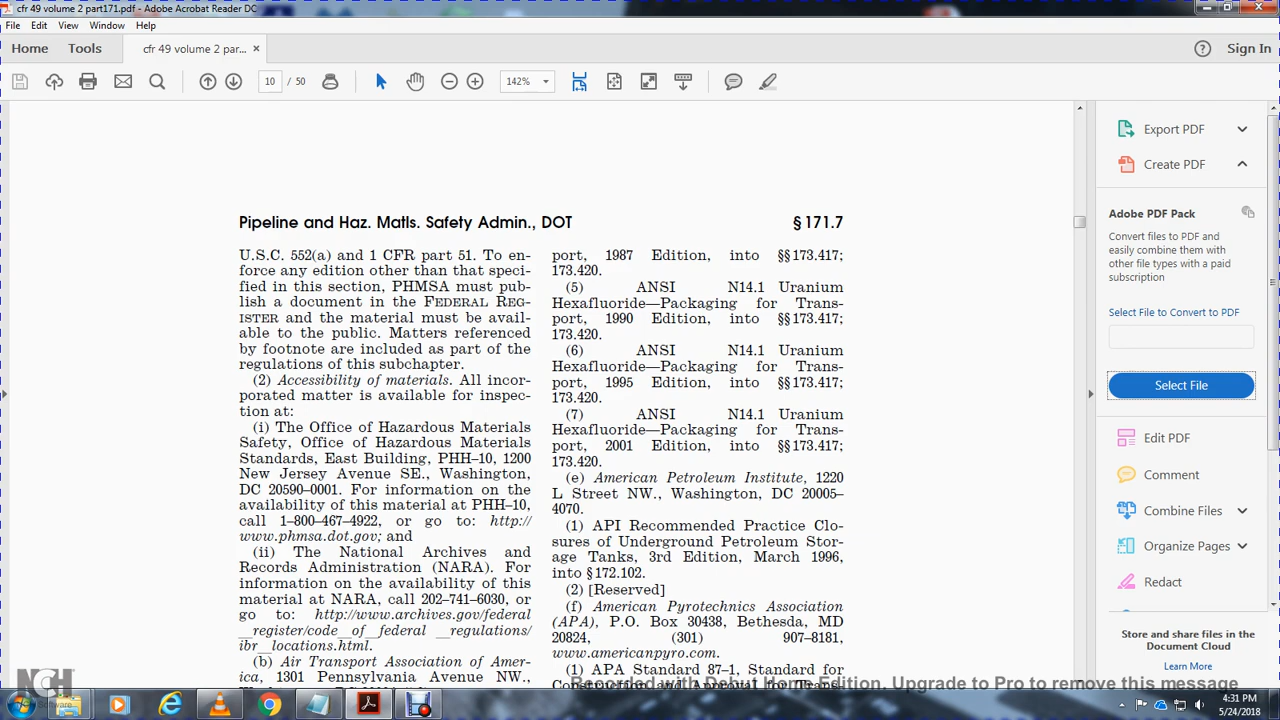 cfr 49 volume 2 part171.pdf - Adobe Acrobat Reader DC
File Edit View Window Help
Home Tools cfr 49 volume 2 par... × Sign In
10 / 50 142%
Pipeline and Haz. Matls. Safety Admin., DOT § 171.7
U.S.C. 552(a) and 1 CFR part 51. To en-
force any edition other than that speci-
fied in this section, PHMSA must pub-
lish a document in the FEDERAL REG-
ISTER and the material must be avail-
able to the public. Matters referenced
by footnote are included as part of the
regulations of this subchapter.
(2) Accessibility of materials. All incor-
porated matter is available for inspec-
tion at:
(i) The Office of Hazardous Materials
Safety, Office of Hazardous Materials
Standards, East Building, PHH–10, 1200
New Jersey Avenue SE., Washington,
DC 20590–0001. For information on the
availability of this material at PHH–10,
call 1–800–467–4922, or go to: http://
www.phmsa.dot.gov; and
(ii) The National Archives and
Records Administration (NARA). For
information on the availability of this
material at NARA, call 202–741–6030, or
go to: http://www.archives.gov/federal
__register/code__of__federal __regulations/
ibr__locations.html.
(b) Air Transport Association of Amer-
ica, 1301 Pennsylvania Avenue NW.,
port, 1987 Edition, into §§ 173.417;
173.420.
(5) ANSI N14.1 Uranium
Hexafluoride—Packaging for Trans-
port, 1990 Edition, into §§ 173.417;
173.420.
(6) ANSI N14.1 Uranium
Hexafluoride—Packaging for Trans-
port, 1995 Edition, into §§ 173.417;
173.420.
(7) ANSI N14.1 Uranium
Hexafluoride—Packaging for Trans-
port, 2001 Edition, into §§ 173.417;
173.420.
(e) American Petroleum Institute, 1220
L Street NW., Washington, DC 20005–
4070.
(1) API Recommended Practice Clo-
sures of Underground Petroleum Stor-
age Tanks, 3rd Edition, March 1996,
into § 172.102.
(2) [Reserved]
(f) American Pyrotechnics Association
(APA), P.O. Box 30438, Bethesda, MD
20824, (301) 907–8181,
www.americanpyro.com.
(1) APA Standard 87–1, Standard for
Export PDF
Create PDF
Adobe PDF Pack
Convert files to PDF and
easily combine them with
other file types with a paid
subscription
Select File to Convert to PDF
Select File
Edit PDF
Comment
Combine Files
Organize Pages
Redact
Store and share files in the
Document Cloud
Learn More
NCH
Software
Recorded with Debut Home Edition, Upgrade to Pro to remove this message
4:31 PM
5/24/2018